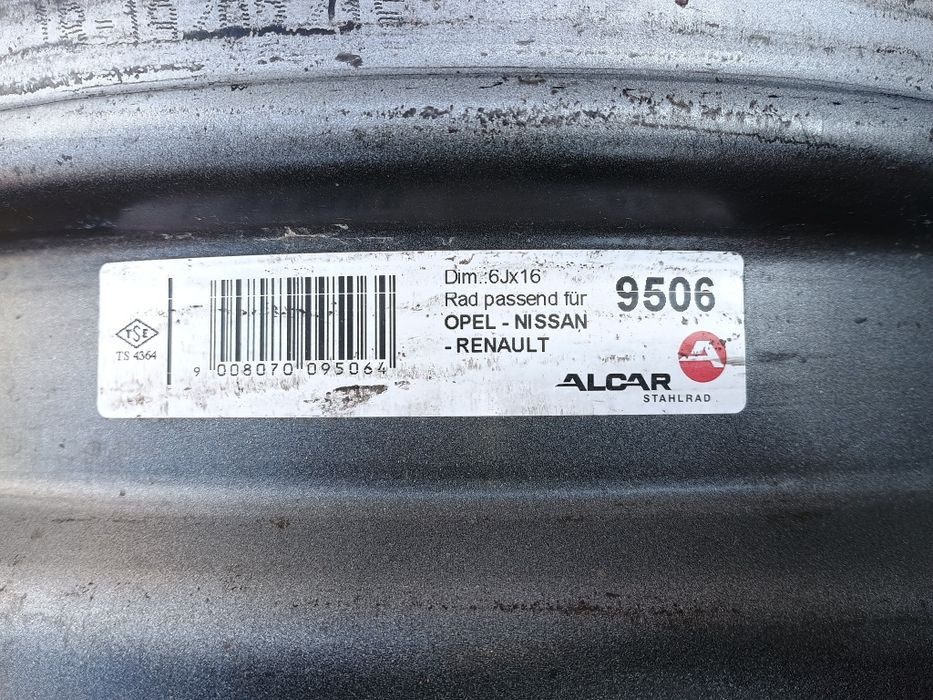 TSE
TS 4364
9 008070 095064
Dim.:6Jx16
Rad passend für
OPEL - NISSAN
- RENAULT
9506
A
ALCAR
STAHLRAD